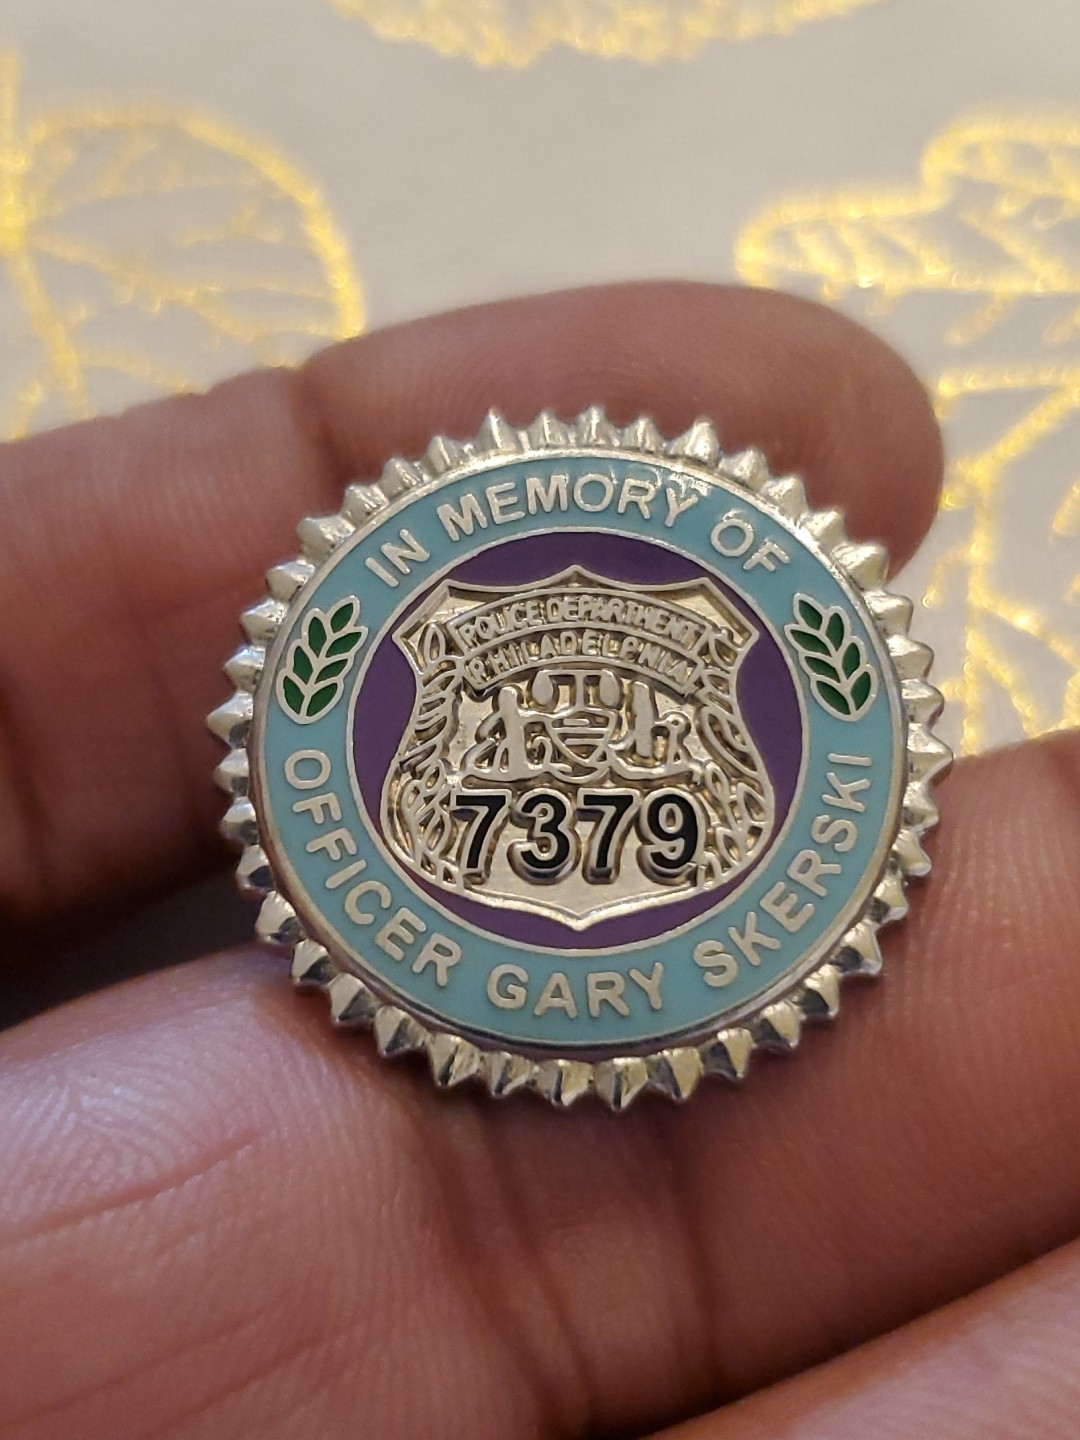 IN MEMORY OF
POLICE DEPARTMENT
PHILADELPHIA
7379
OFFICER GARY SKERSKI